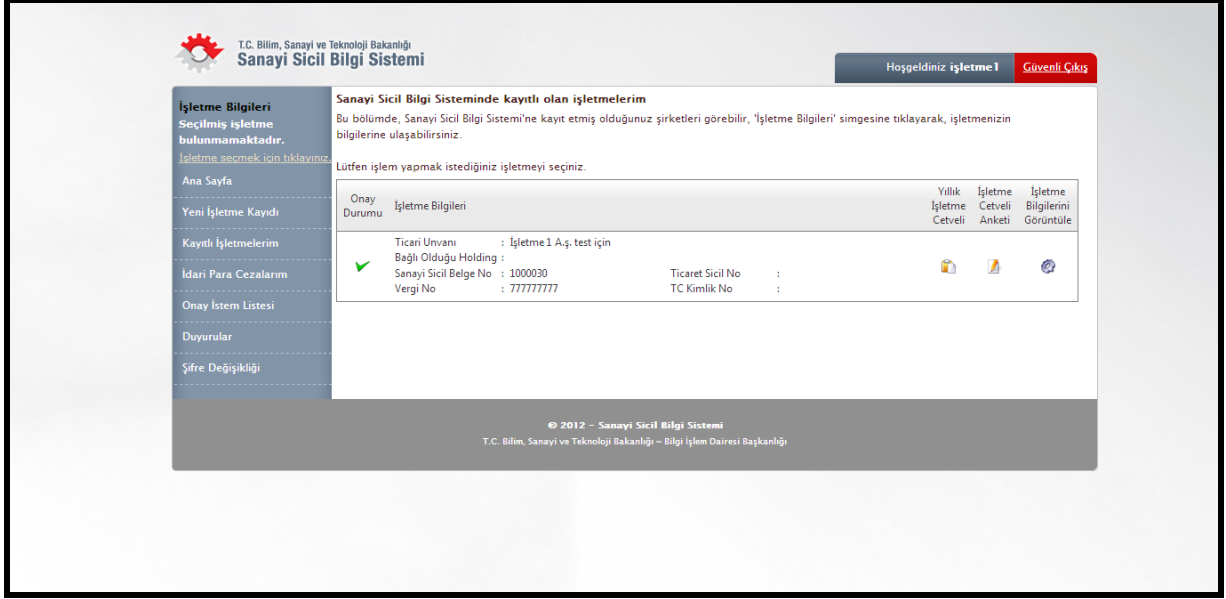 T.C. Bilim, Sanayi ve Teknoloji Bakanlığı
Sanayi Sicil Bilgi Sistemi
Hoşgeldiniz işletme1
Güvenli Çıkış
İşletme Bilgileri
Seçilmiş işletme
bulunmamaktadır.
İşletme seçmek için tıklayınız.
Ana Sayfa
Yeni İşletme Kayıdı
Kayıtlı İşletmelerim
İdari Para Cezalarım
Onay İstem Listesi
Duyurular
Şifre Değişikliği
Sanayi Sicil Bilgi Sisteminde kayıtlı olan işletmelerim
Bu bölümde, Sanayi Sicil Bilgi Sistemi'ne kayıt etmiş olduğunuz şirketleri görebilir, 'İşletme Bilgileri' simgesine tıklayarak, işletmenizin
bilgilerine ulaşabilirsiniz.
Lütfen işlem yapmak istediğiniz işletmeyi seçiniz.
Onay
Durumu
İşletme Bilgileri
Yıllık
İşletme
Cetveli
İşletme
Cetveli
Anketi
İşletme
Bilgilerini
Görüntüle
Ticari Unvanı : İşletme 1 A.ş. test için
Bağlı Olduğu Holding :
Sanayi Sicil Belge No : 1000030 Ticaret Sicil No :
Vergi No : 777777777 TC Kimlik No :
© 2012 - Sanayi Sicil Bilgi Sistemi
T.C. Bilim, Sanayi ve Teknoloji Bakanlığı ~ Bilgi İşlem Dairesi Başkanlığı